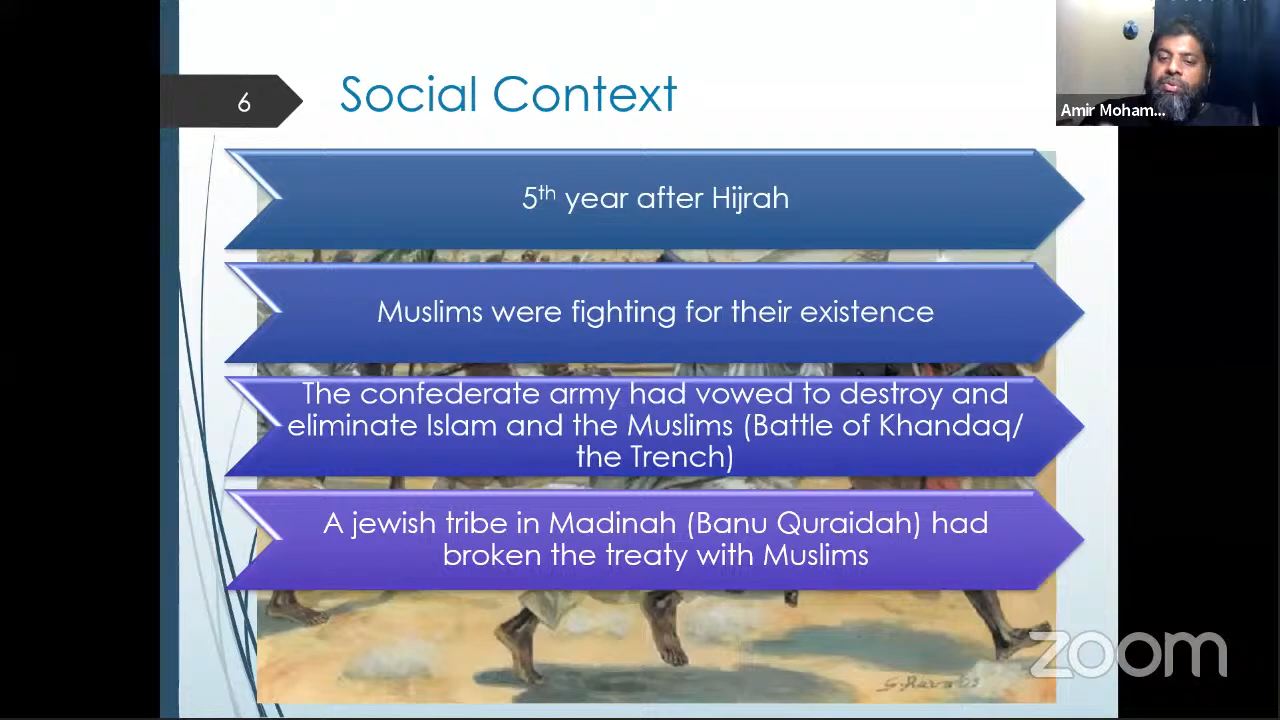 6
Social Context
Amir Moham...
5th year after Hijrah
Muslims were fighting for their existence
The confederate army had vowed to destroy and
eliminate Islam and the Muslims (Battle of Khandaq/
the Trench)
A jewish tribe in Madinah (Banu Quraidah) had
broken the treaty with Muslims
zoom